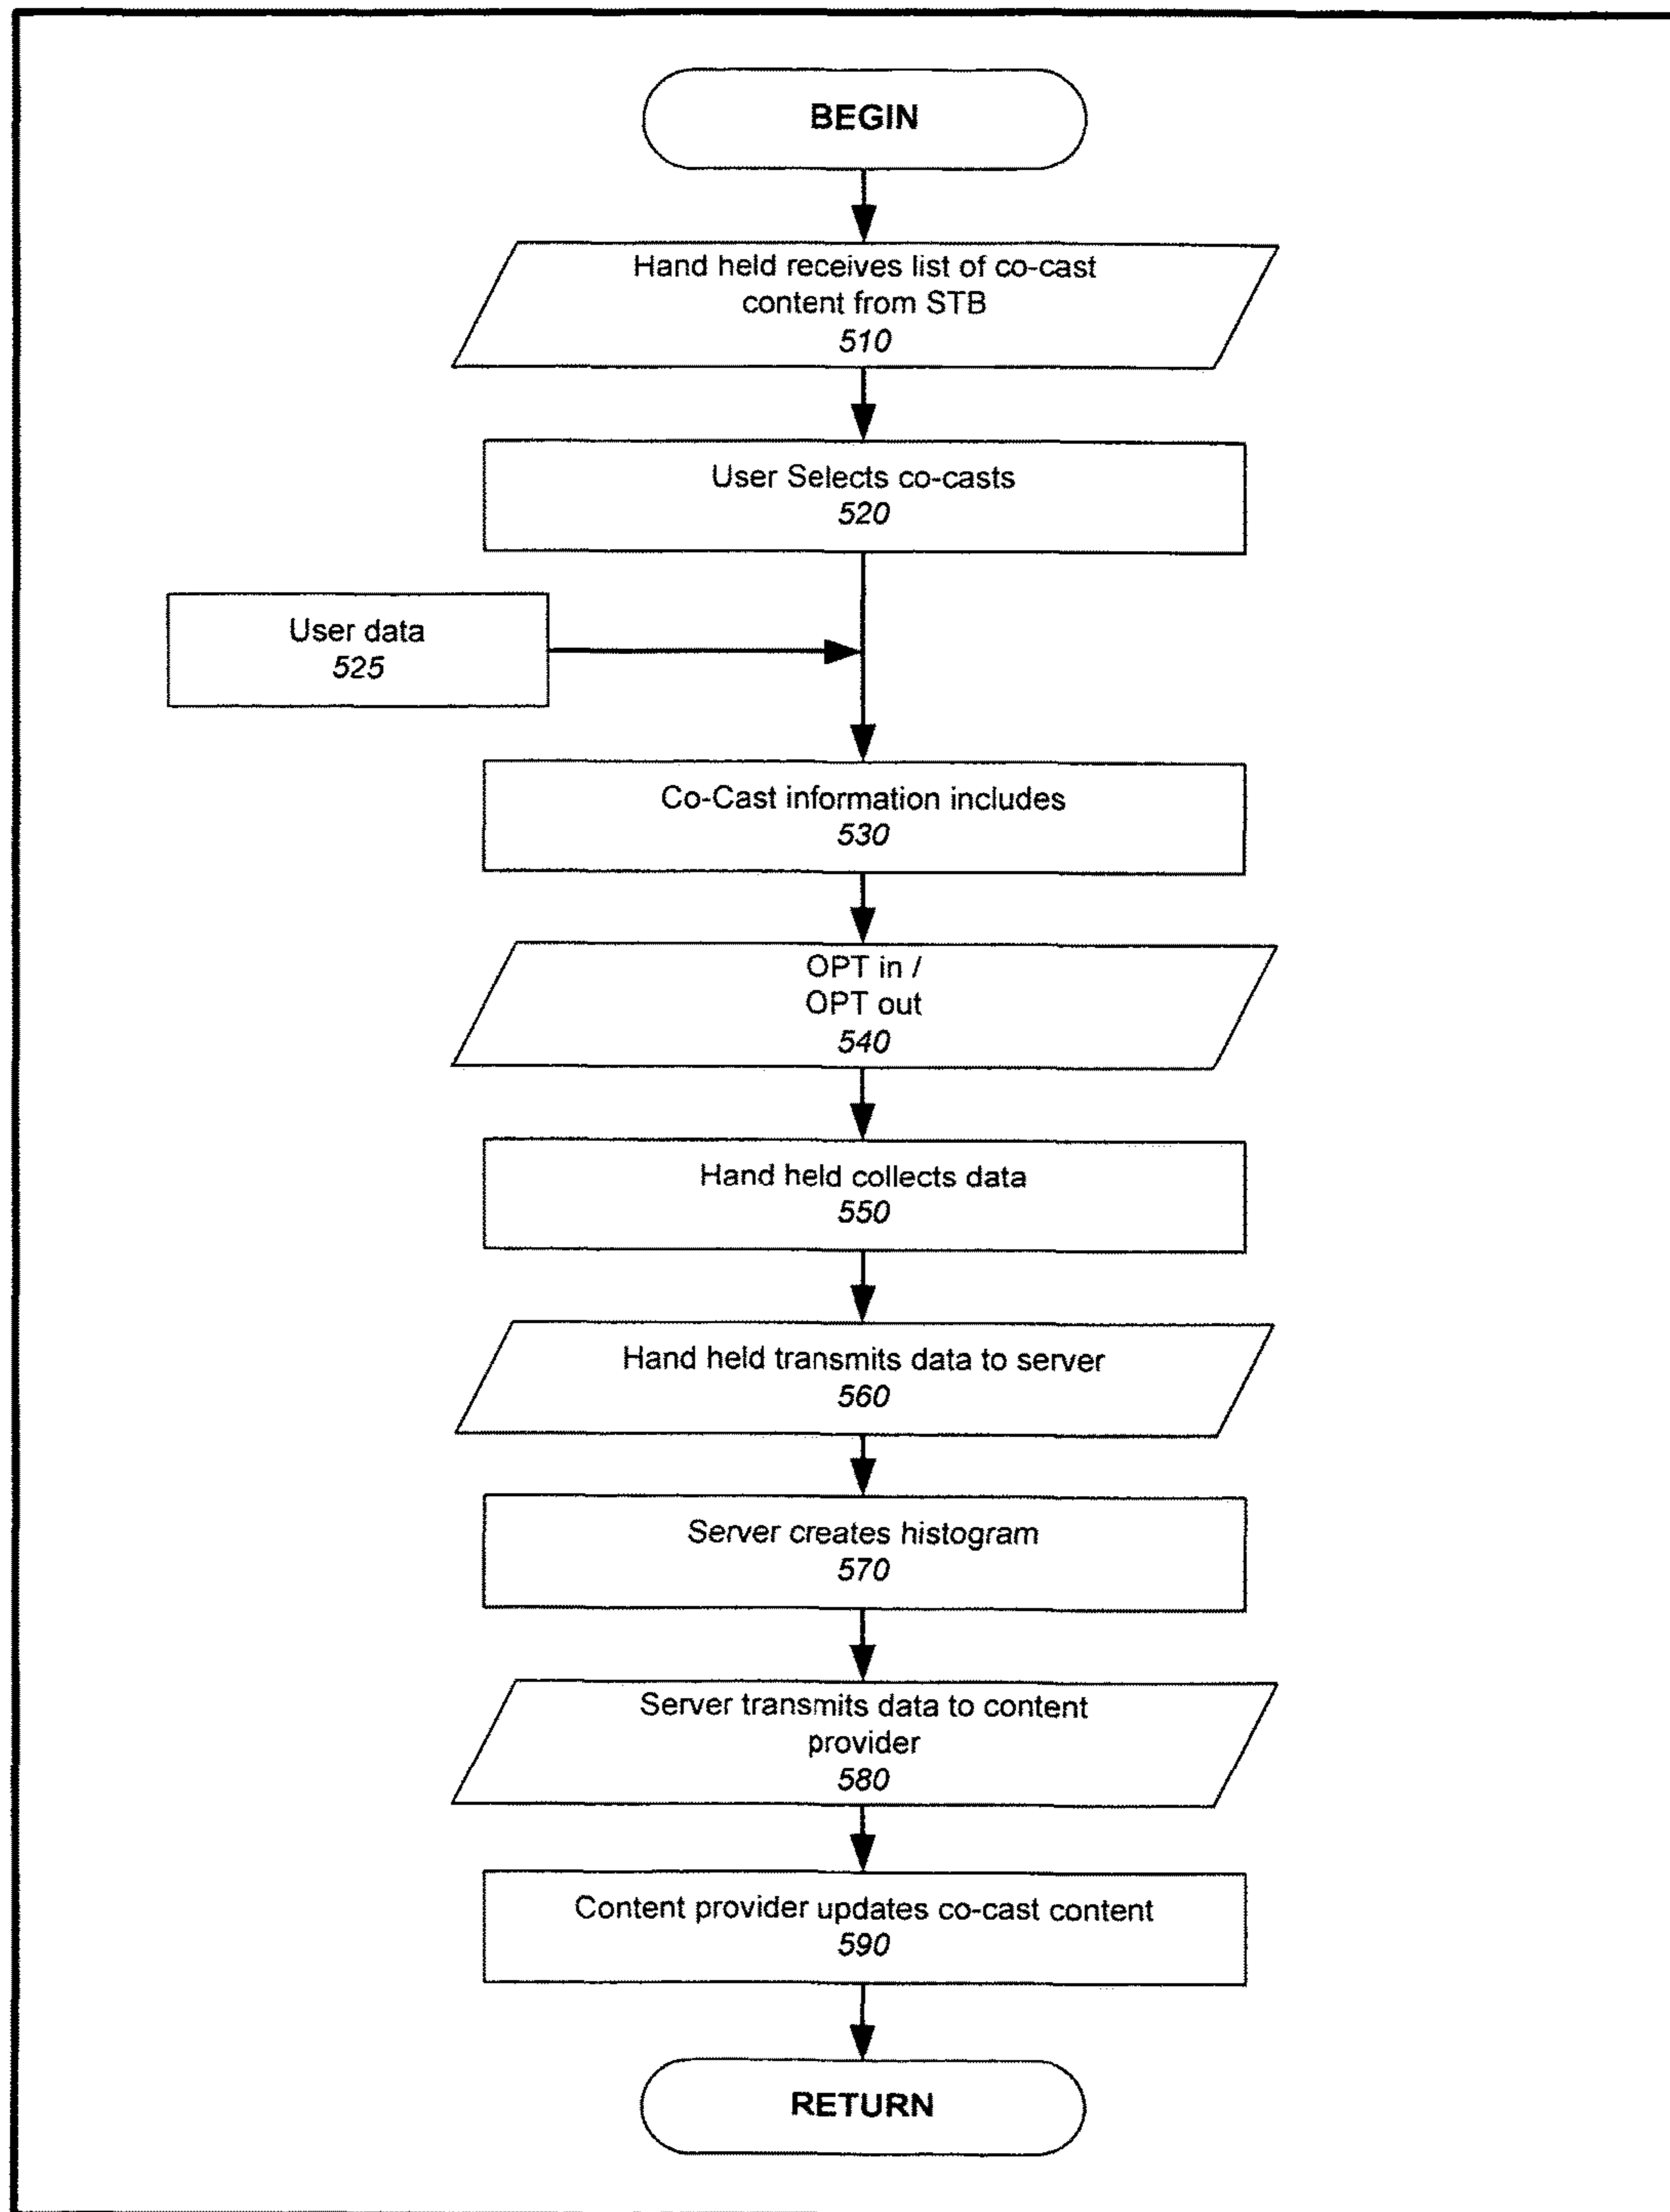 BEGIN
Hand held receives list of co-cast
content from STB
510
User Selects co-casts
520
User data
525
Co-Cast information includes
530
OPT in /
OPT out
540
Hand held collects data
550
Hand held transmits data to server
560
Server creates histogram
570
Server transmits data to content
provider
580
Content provider updates co-cast content
590
RETURN